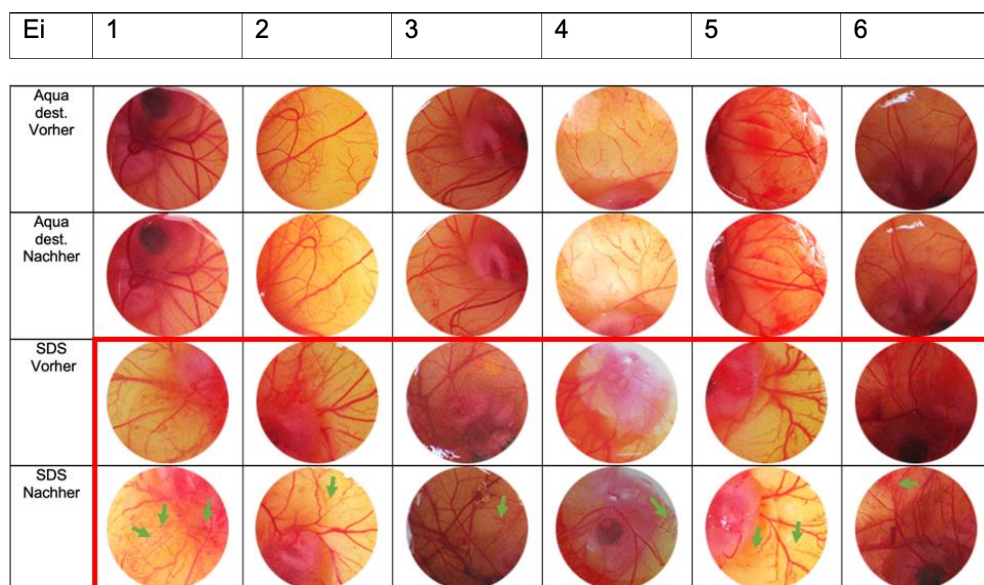 Ei 1 2 3 4 5 6
Aqua
dest.
Vorher
Aqua
dest.
Nachher
SDS
Vorher
SDS
Nachher